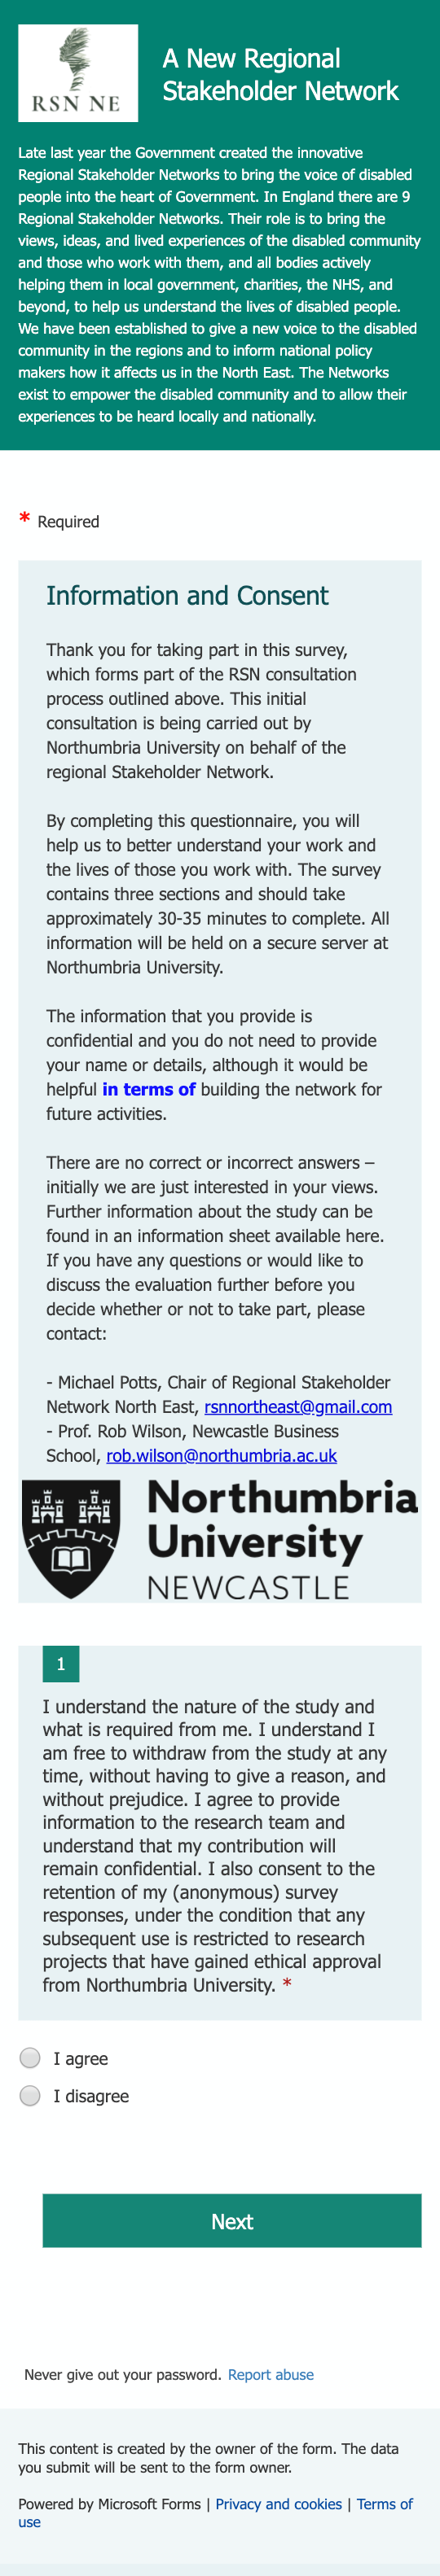 RSN NE
A New Regional
Stakeholder Network
Late last year the Government created the innovative
Regional Stakeholder Networks to bring the voice of disabled
people into the heart of Government. In England there are 9
Regional Stakeholder Networks. Their role is to bring the
views, ideas, and lived experiences of the disabled community
and those who work with them, and all bodies actively
helping them in local government, charities, the NHS, and
beyond, to help us understand the lives of disabled people.
We have been established to give a new voice to the disabled
community in the regions and to inform national policy
makers how it affects us in the North East. The Networks
exist to empower the disabled community and to allow their
experiences to be heard locally and nationally.
* Required
Information and Consent
Thank you for taking part in this survey,
which forms part of the RSN consultation
process outlined above. This initial
consultation is being carried out by
Northumbria University on behalf of the
regional Stakeholder Network.
By completing this questionnaire, you will
help us to better understand your work and
the lives of those you work with. The survey
contains three sections and should take
approximately 30-35 minutes to complete. All
information will be held on a secure server at
Northumbria University.
The information that you provide is
confidential and you do not need to provide
your name or details, although it would be
helpful in terms of building the network for
future activities.
There are no correct or incorrect answers –
initially we are just interested in your views.
Further information about the study can be
found in an information sheet available here.
If you have any questions or would like to
discuss the evaluation further before you
decide whether or not to take part, please
contact:
- Michael Potts, Chair of Regional Stakeholder
Network North East, rsnnortheast@gmail.com
- Prof. Rob Wilson, Newcastle Business
School, rob.wilson@northumbria.ac.uk
Northumbria
University
NEWCASTLE
1
I understand the nature of the study and
what is required from me. I understand I
am free to withdraw from the study at any
time, without having to give a reason, and
without prejudice. I agree to provide
information to the research team and
understand that my contribution will
remain confidential. I also consent to the
retention of my (anonymous) survey
responses, under the condition that any
subsequent use is restricted to research
projects that have gained ethical approval
from Northumbria University. *
I agree
I disagree
Next
Never give out your password. Report abuse
This content is created by the owner of the form. The data
you submit will be sent to the form owner.
Powered by Microsoft Forms | Privacy and cookies | Terms of
use